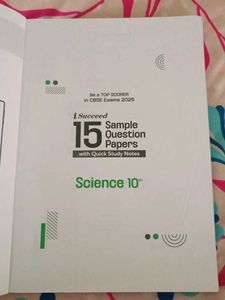 Be a TOP SCORER
in CBSE Exams 2025
i Succeed
15 Sample
Question
Papers
with Quick Study Notes
Science 10th